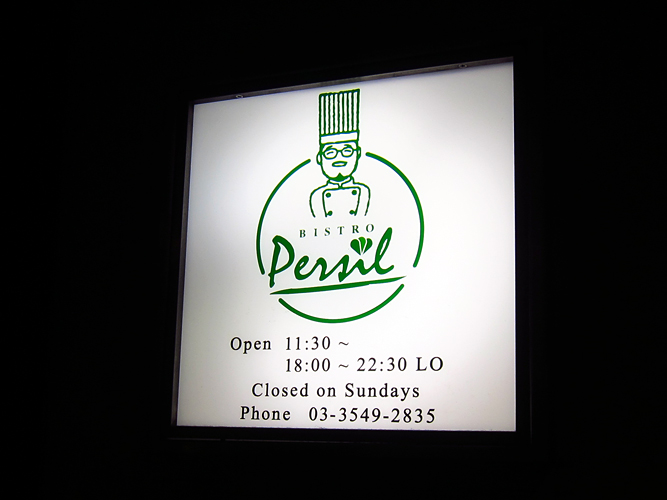 BISTRO
Persil
Open 11:30 ~
18:00 ~ 22:30 LO
Closed on Sundays
Phone 03-3549-2835